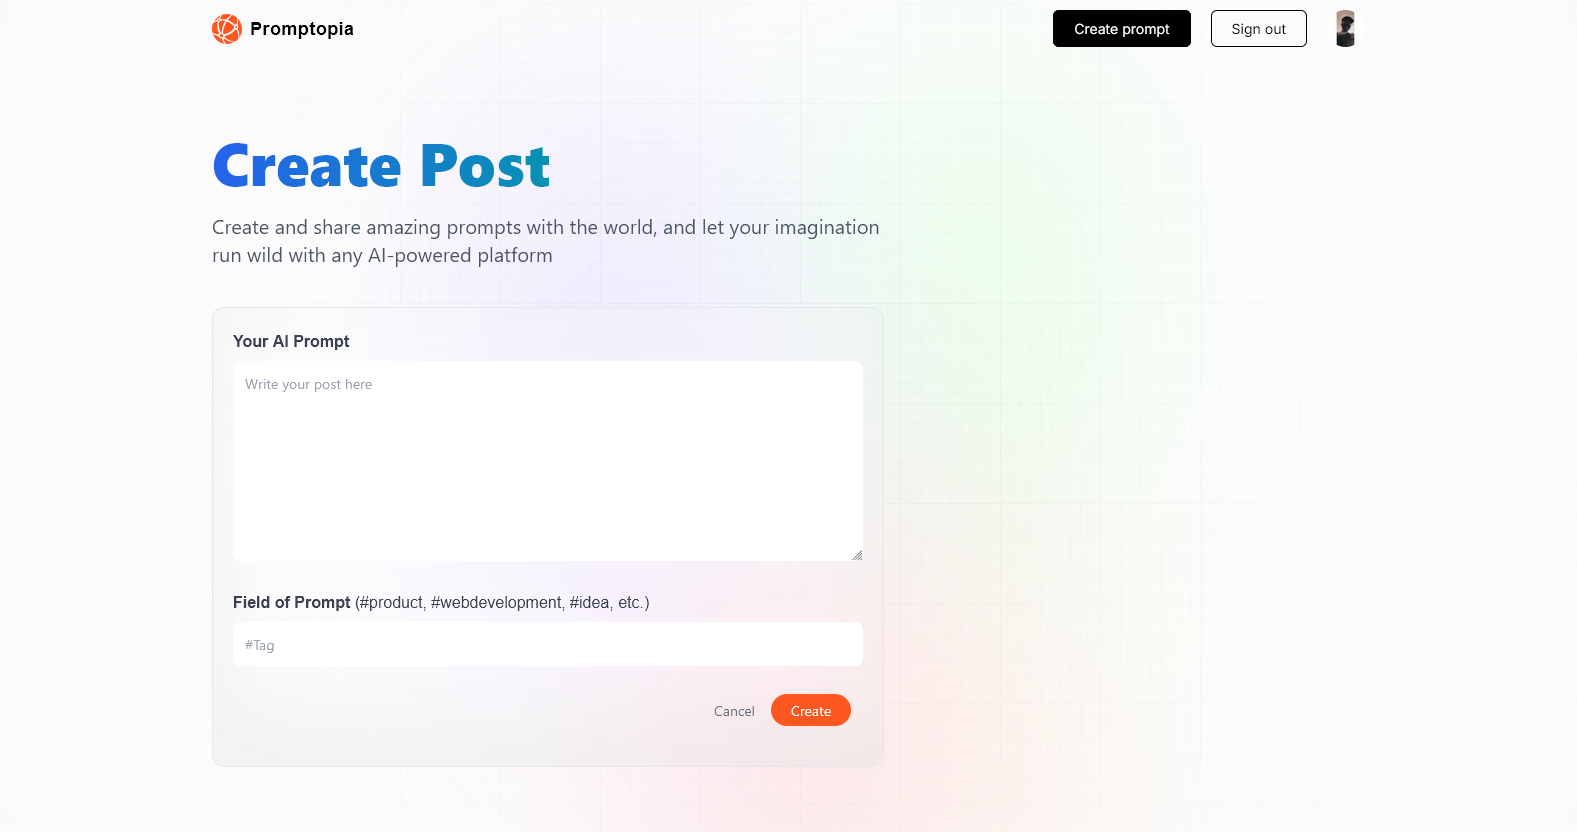 Promptopia
Create prompt
Sign out
Create Post
Create and share amazing prompts with the world, and let your imagination
run wild with any AI-powered platform
Your AI Prompt
Write your post here
Field of Prompt (#product, #webdevelopment, #idea, etc.)
#Tag
Cancel
Create